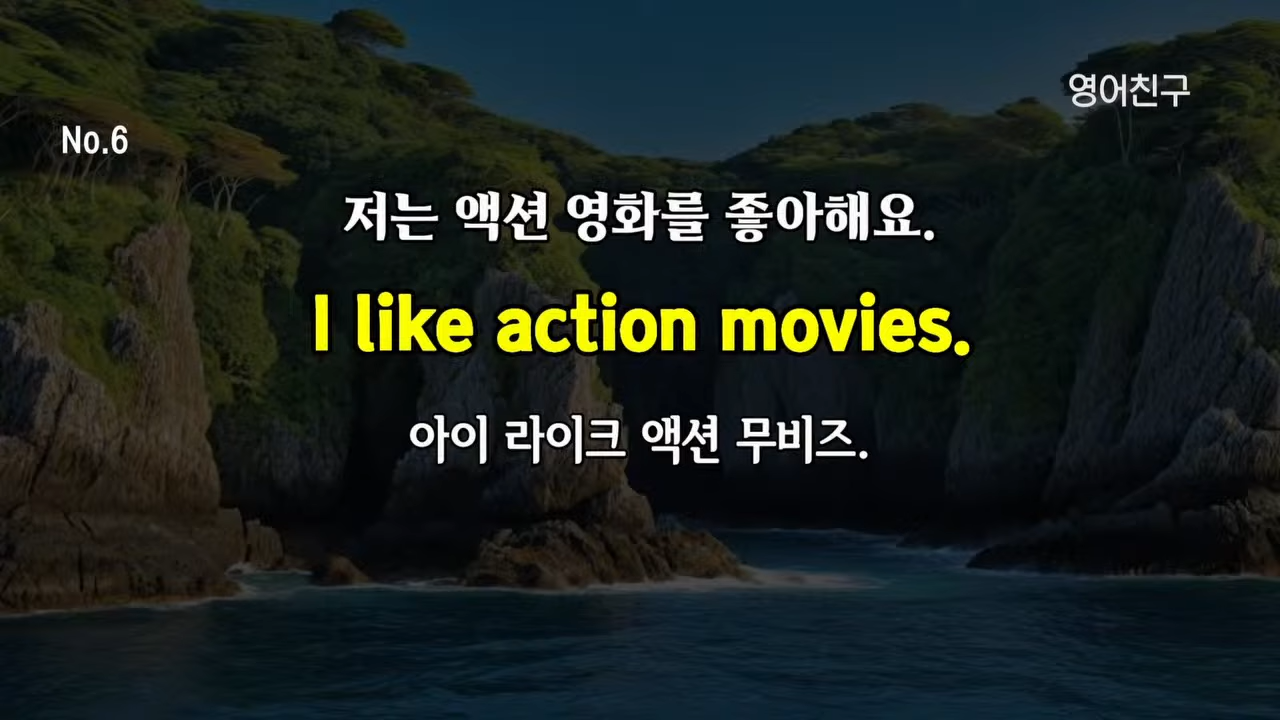 영어친구
No.6
저는 액션 영화를 좋아해요.
I like action movies.
아이 라이크 액션 무비즈.